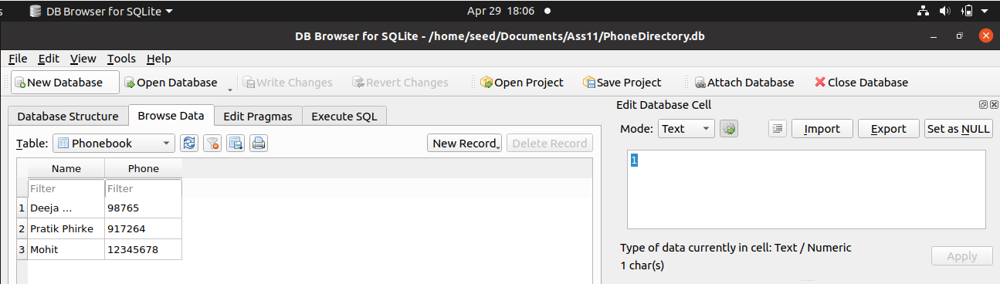 s DB Browser for SQLite Apr 29 18:06
DB Browser for SQLite - /home/seed/Documents/Ass11/PhoneDirectory.db
File Edit View Tools Help
New Database Open Database Write Changes Revert Changes Open Project Save Project Attach Database Close Database
Edit Database Cell
Database Structure Browse Data Edit Pragmas Execute SQL
Mode: Text Import Export Set as NULL
Table: Phonebook New Record Delete Record
1
Name Phone
Filter Filter
1 Deeja ... 98765
2 Pratik Phirke 917264
3 Mohit 12345678
Type of data currently in cell: Text / Numeric
1 char(s)
Apply